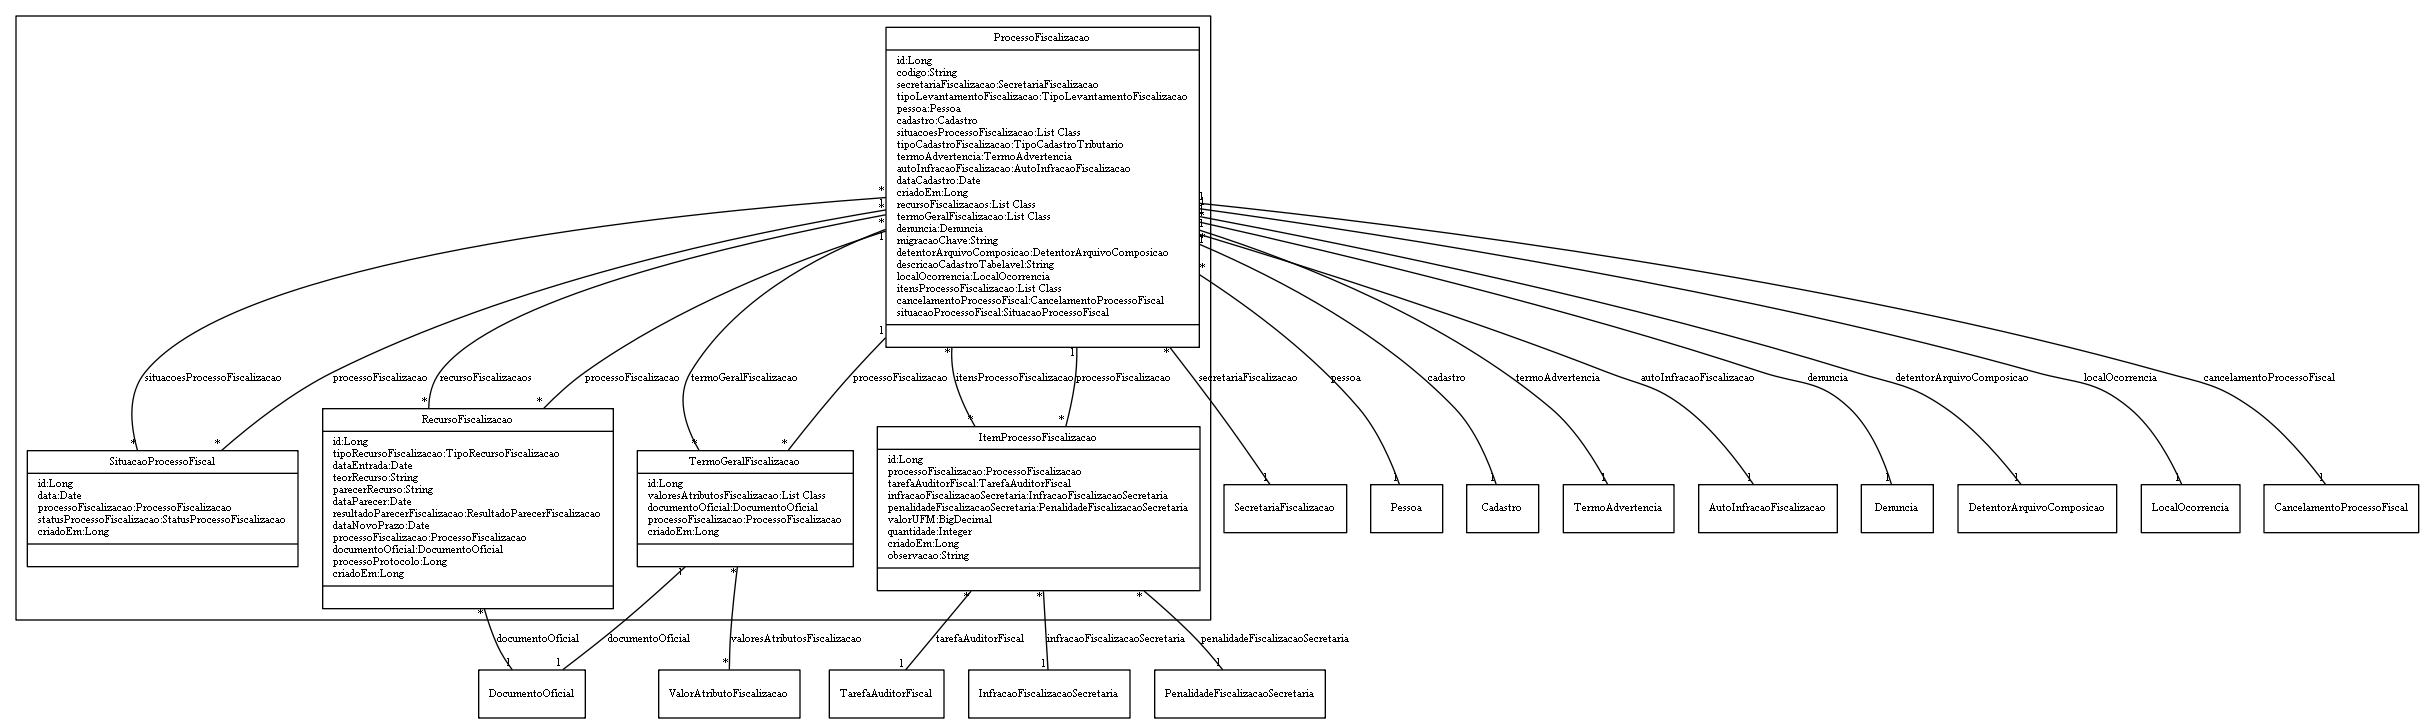 ProcessoFiscalizacao
id:Long
codigo:String
secretariaFiscalizacao:SecretariaFiscalizacao
tipoLevantamentoFiscalizacao:TipoLevantamentoFiscalizacao
pessoa:Pessoa
cadastro:Cadastro
situacoesProcessoFiscalizacao:List Class
tipoCadastroFiscalizacao:TipoCadastroTributario
termoAdvertencia:TermoAdvertencia
autoInfracaoFiscalizacao:AutoInfracaoFiscalizacao
dataCadastro:Date
criadoEm:Long
recursoFiscalizacaos:List Class
termoGeralFiscalizacao:List Class
denuncia:Denuncia
migracaoChave:String
detentorArquivoComposicao:DetentorArquivoComposicao
descricaoCadastroTabelavel:String
localOcorrencia:LocalOcorrencia
itensProcessoFiscalizacao:List Class
cancelamentoProcessoFiscal:CancelamentoProcessoFiscal
situacaoProcessoFiscal:SituacaoProcessoFiscal
situacoesProcessoFiscalizacao
processoFiscalizacao
recursoFiscalizacaos
processoFiscalizacao
termoGeralFiscalizacao
processoFiscalizacao
itensProcessoFiscalizacao
processoFiscalizacao
secretariaFiscalizacao
pessoa
cadastro
termoAdvertencia
autoInfracaoFiscalizacao
denuncia
detentorArquivoComposicao
localOcorrencia
cancelamentoProcessoFiscal
SituacaoProcessoFiscal
id:Long
data:Date
processoFiscalizacao:ProcessoFiscalizacao
statusProcessoFiscalizacao:StatusProcessoFiscalizacao
criadoEm:Long
RecursoFiscalizacao
id:Long
tipoRecursoFiscalizacao:TipoRecursoFiscalizacao
dataEntrada:Date
teorRecurso:String
parecerRecurso:String
dataParecer:Date
resultadoParecerFiscalizacao:ResultadoParecerFiscalizacao
dataNovoPrazo:Date
processoFiscalizacao:ProcessoFiscalizacao
documentoOficial:DocumentoOficial
processoProtocolo:Long
criadoEm:Long
TermoGeralFiscalizacao
id:Long
valoresAtributosFiscalizacao:List Class
documentoOficial:DocumentoOficial
processoFiscalizacao:ProcessoFiscalizacao
criadoEm:Long
ItemProcessoFiscalizacao
id:Long
processoFiscalizacao:ProcessoFiscalizacao
tarefaAuditorFiscal:TarefaAuditorFiscal
infracaoFiscalizacaoSecretaria:InfracaoFiscalizacaoSecretaria
penalidadeFiscalizacaoSecretaria:PenalidadeFiscalizacaoSecretaria
valorUFM:BigDecimal
quantidade:Integer
criadoEm:Long
observacao:String
SecretariaFiscalizacao
Pessoa
Cadastro
TermoAdvertencia
AutoInfracaoFiscalizacao
Denuncia
DetentorArquivoComposicao
LocalOcorrencia
CancelamentoProcessoFiscal
documentoOficial
documentoOficial
valoresAtributosFiscalizacao
tarefaAuditorFiscal
infracaoFiscalizacaoSecretaria
penalidadeFiscalizacaoSecretaria
DocumentoOficial
ValorAtributoFiscalizacao
TarefaAuditorFiscal
InfracaoFiscalizacaoSecretaria
PenalidadeFiscalizacaoSecretaria